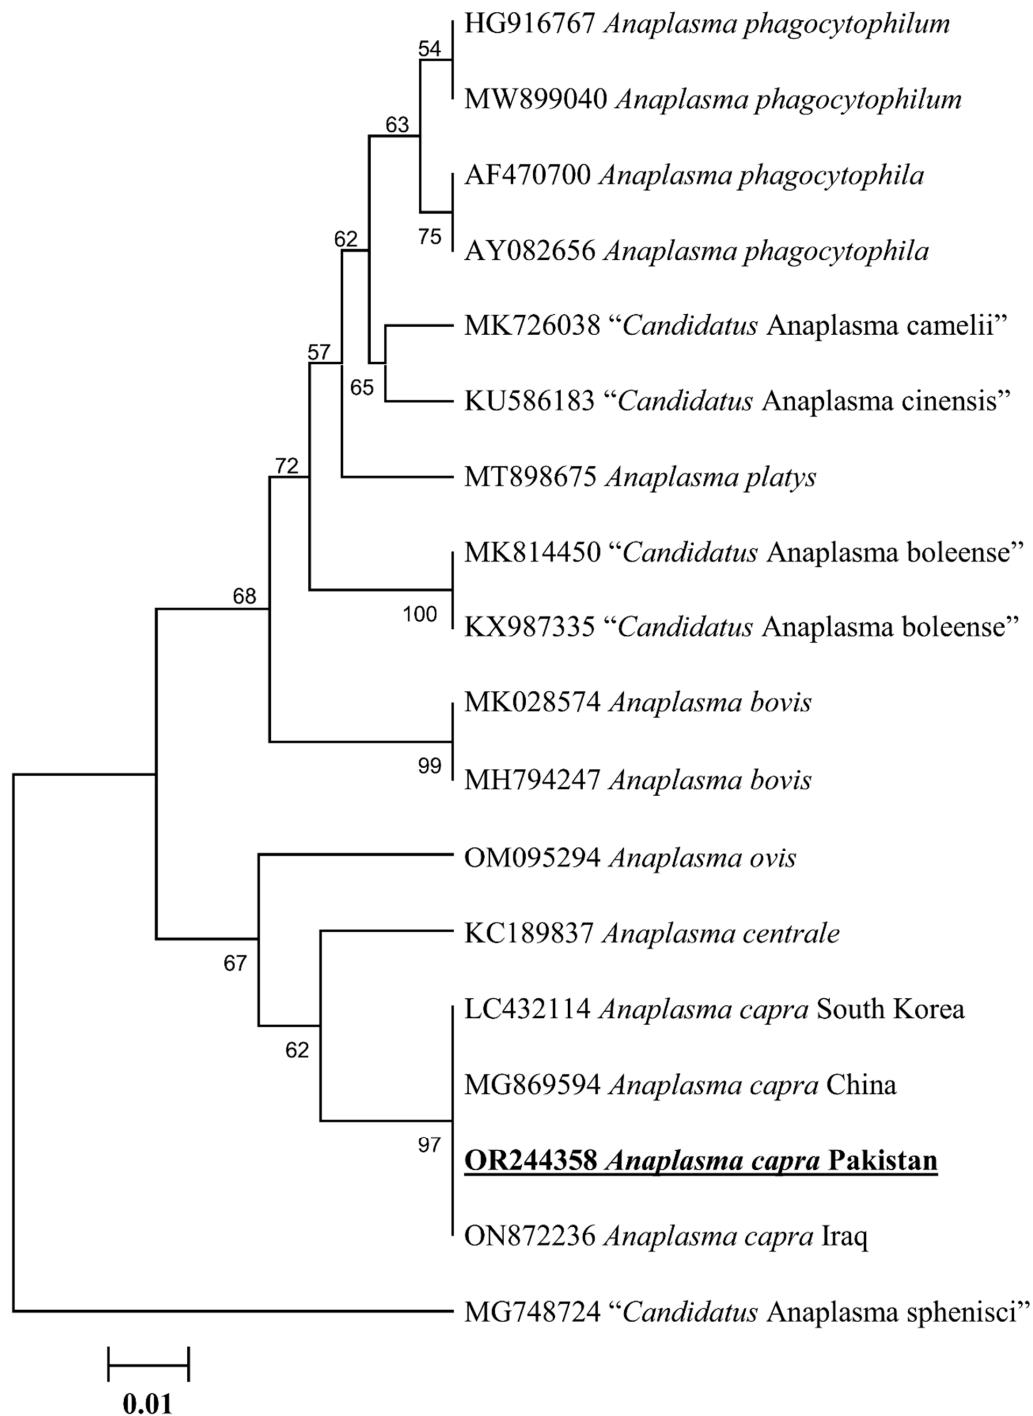 HG916767 Anaplasma phagocytophilum
54
MW899040 Anaplasma phagocytophilum
63
AF470700 Anaplasma phagocytophila
75
AY082656 Anaplasma phagocytophila
62
MK726038 “Candidatus Anaplasma camelii”
57
65
KU586183 “Candidatus Anaplasma cinensis”
72
MT898675 Anaplasma platys
MK814450 “Candidatus Anaplasma boleense”
68
100
KX987335 “Candidatus Anaplasma boleense”
MK028574 Anaplasma bovis
99
MH794247 Anaplasma bovis
OM095294 Anaplasma ovis
KC189837 Anaplasma centrale
67
LC432114 Anaplasma capra South Korea
62
MG869594 Anaplasma capra China
97
OR244358 Anaplasma capra Pakistan
ON872236 Anaplasma capra Iraq
MG748724 “Candidatus Anaplasma sphenisci”
0.01